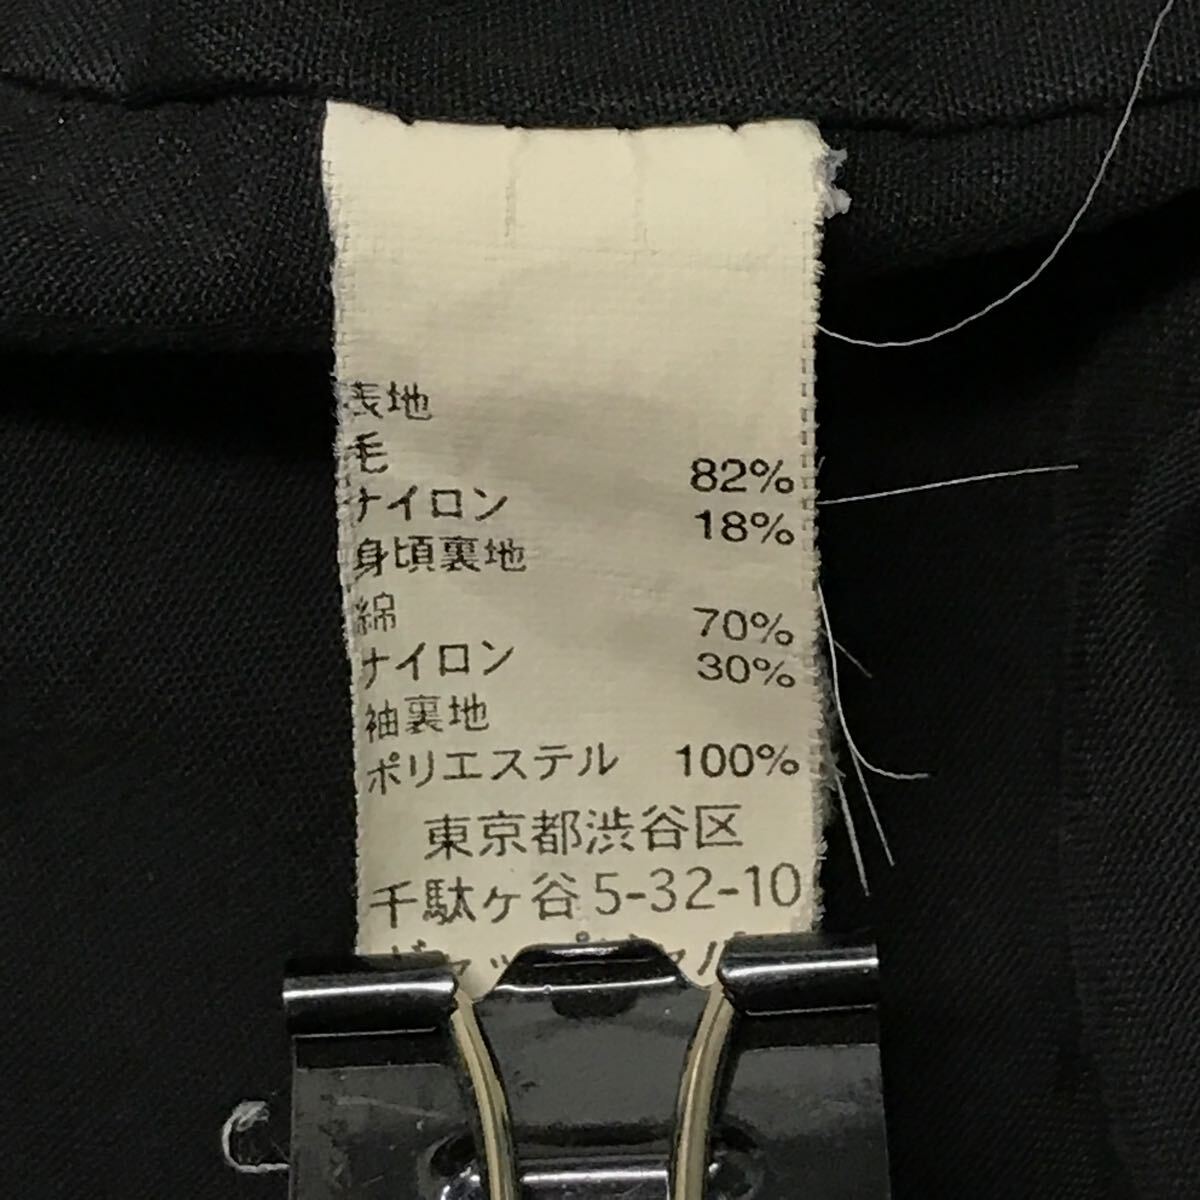 表地
毛 82%
ナイロン 18%
身頃裏地
綿 70%
ナイロン 30%
袖裏地
ポリエステル 100%
東京都渋谷区
千駄ヶ谷5-32-10